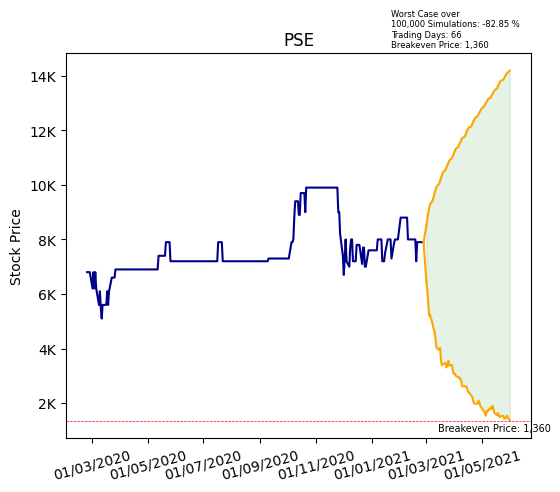 Worst Case over
100,000 Simulations: -82.85 %
Trading Days: 66
Breakeven Price: 1,360
PSE
Stock Price
14K
12K
10K
8K
6K
4K
2K
Breakeven Price: 1,360
01/03/2020
01/05/2020
01/07/2020
01/09/2020
01/11/2020
01/01/2021
01/03/2021
01/05/2021